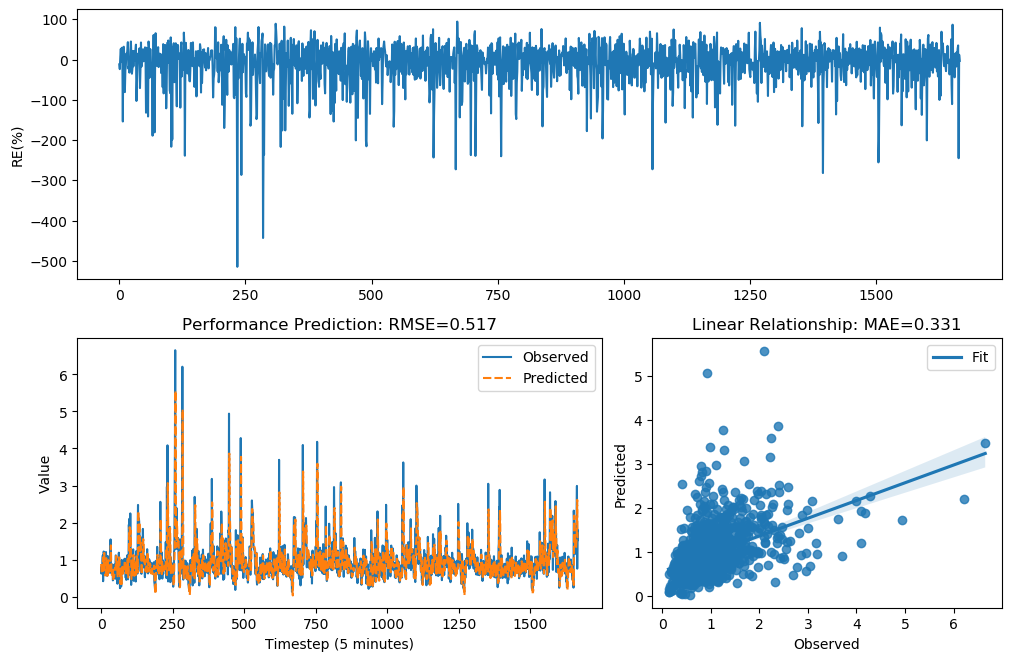 100
0
−100
−200
−300
−400
−500
RE(%)
0 250 500 750 1000 1250 1500
Performance Prediction: RMSE=0.517
Observed
Predicted
6
5
4
3
2
1
0
Value
0 250 500 750 1000 1250 1500
Timestep (5 minutes)
Linear Relationship: MAE=0.331
Fit
5
4
3
2
1
0
Predicted
0 1 2 3 4 5 6
Observed